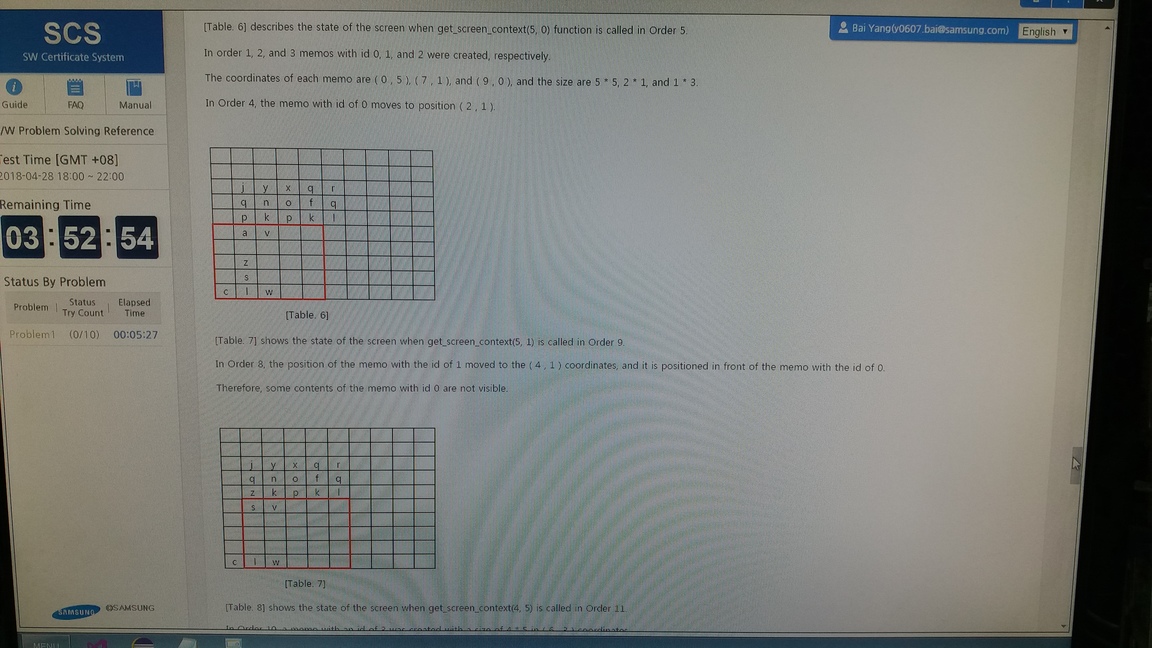 SCS
SW Certificate System
Guide
FAQ
Manual
/W Problem Solving Reference
Test Time [GMT +08]
2018-04-28 18:00 ~ 22:00
Remaining Time
03 : 52 : 54
Status By Problem
Problem Status Try Count Elapsed Time
Problem1 (0/10) 00:05:27
SAMSUNG ©SAMSUNG
Bai Yang(y0607.bai@samsung.com) English
[Table. 6] describes the state of the screen when get_screen_context(5, 0) function is called in Order 5.
In order 1, 2, and 3 memos with id 0, 1, and 2 were created, respectively.
The coordinates of each memo are ( 0 , 5 ), ( 7 , 1 ), and ( 9 , 0 ), and the size are 5 * 5, 2 * 1, and 1 * 3.
In Order 4, the memo with id of 0 moves to position ( 2 , 1 ).
j y x q r
q n o f q
p k p k l
a v
z
s
c l w
[Table. 6]
[Table. 7] shows the state of the screen when get_screen_context(5, 1) is called in Order 9.
In Order 8, the position of the memo with the id of 1 moved to the ( 4 , 1 ) coordinates, and it is positioned in front of the memo with the id of 0.
Therefore, some contents of the memo with id 0 are not visible.
j y x q r
q n o f q
z k p k l
s v
c l w
[Table. 7]
[Table. 8] shows the state of the screen when get_screen_context(4, 5) is called in Order 11.
MENU